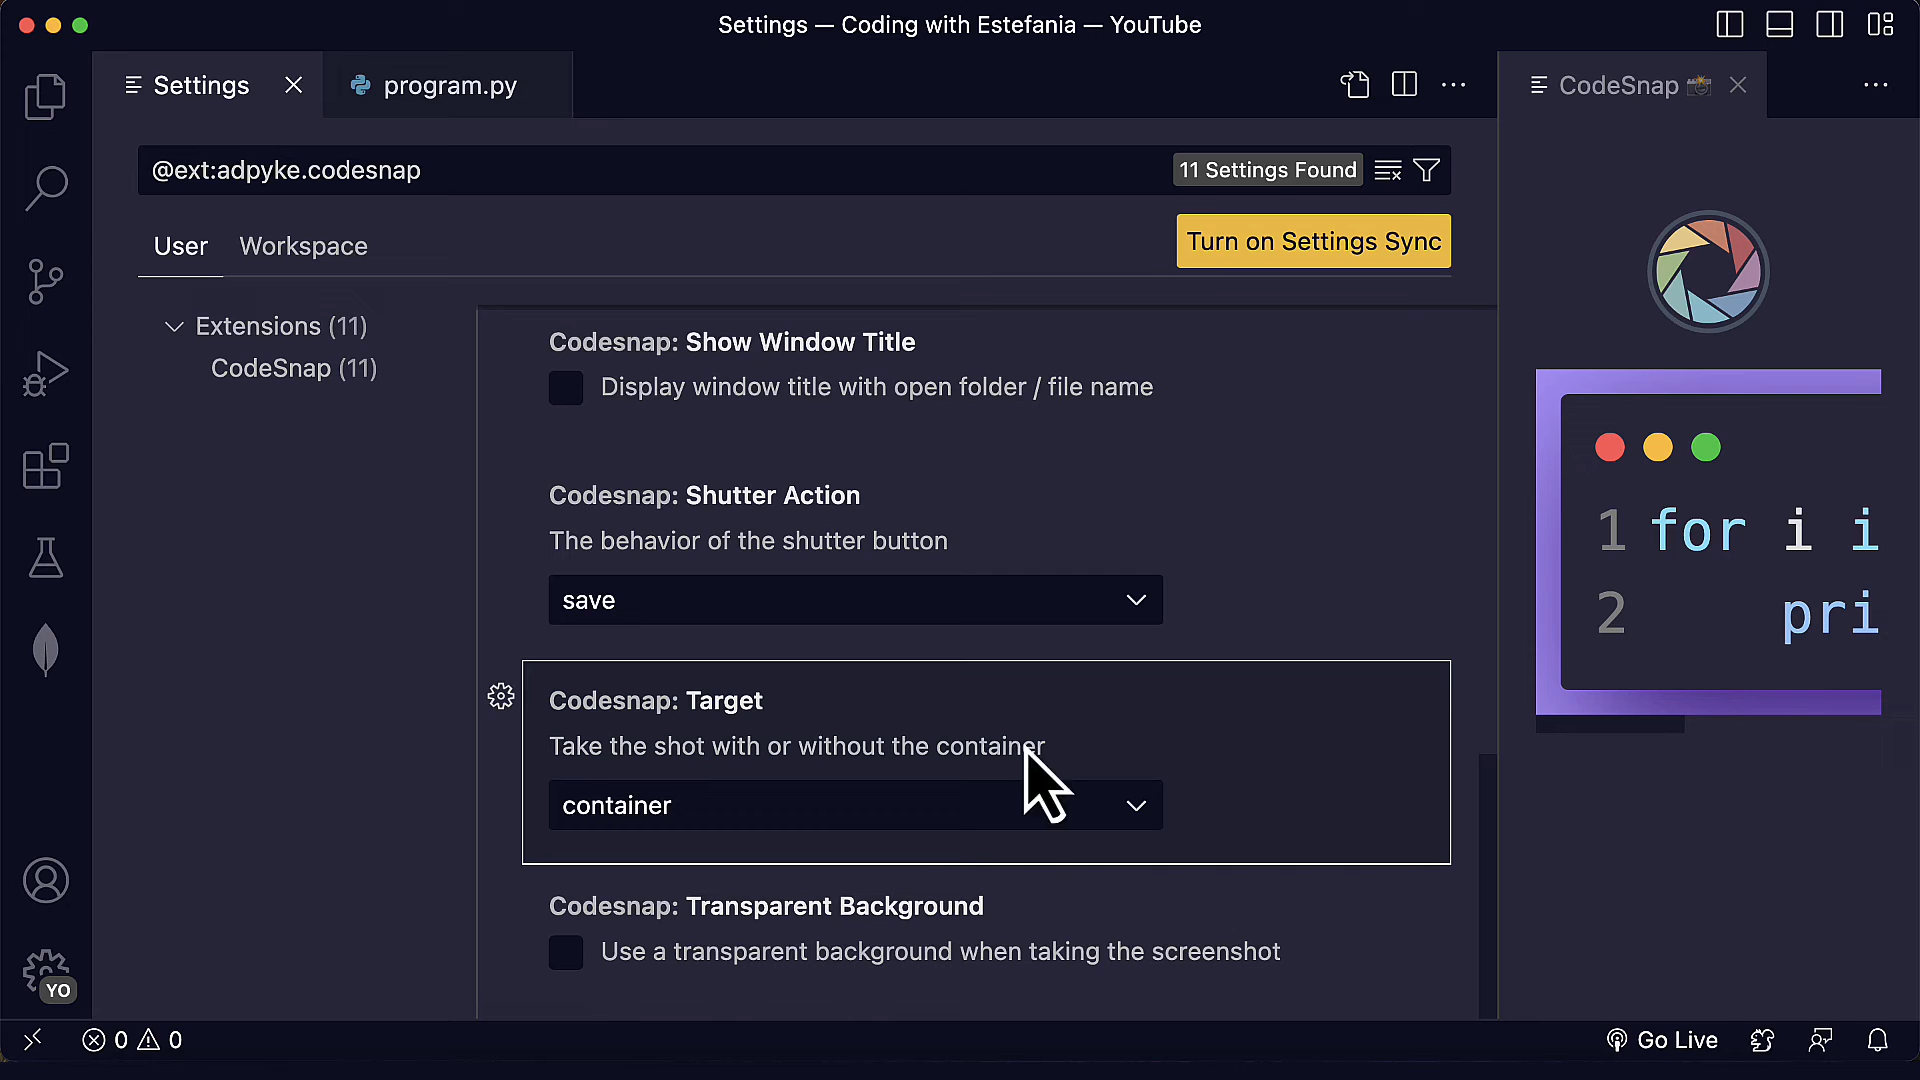 Settings — Coding with Estefania — YouTube
Settings
program.py
CodeSnap
@ext:adpyke.codesnap
11 Settings Found
User
Workspace
Turn on Settings Sync
Extensions (11)
CodeSnap (11)
Codesnap: Show Window Title
Display window title with open folder / file name
Codesnap: Shutter Action
The behavior of the shutter button
save
Codesnap: Target
Take the shot with or without the container
container
Codesnap: Transparent Background
Use a transparent background when taking the screenshot
1 for i i
2 pri
YO
0
0
Go Live